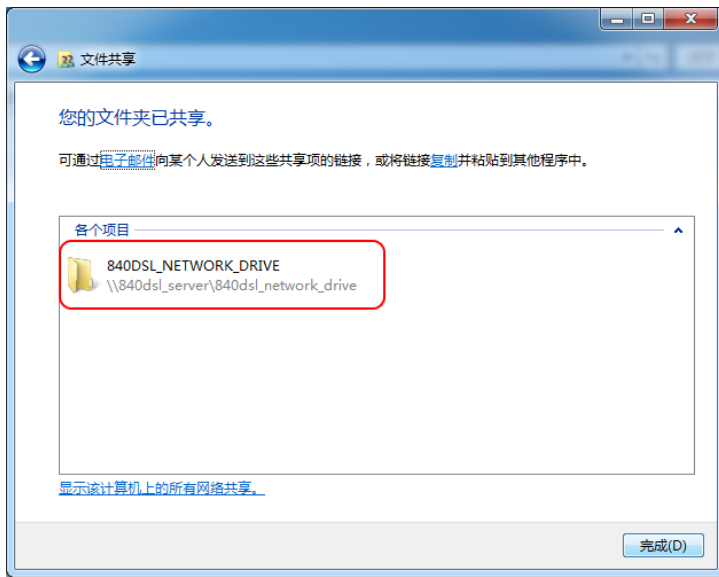 文件共享
您的文件夹已共享。
可通过电子邮件向某个人发送到这些共享项的链接，或将链接复制并粘贴到其他程序中。
各个项目
840DSL_NETWORK_DRIVE
\\840dsl_server\840dsl_network_drive
显示该计算机上的所有网络共享。
完成(D)